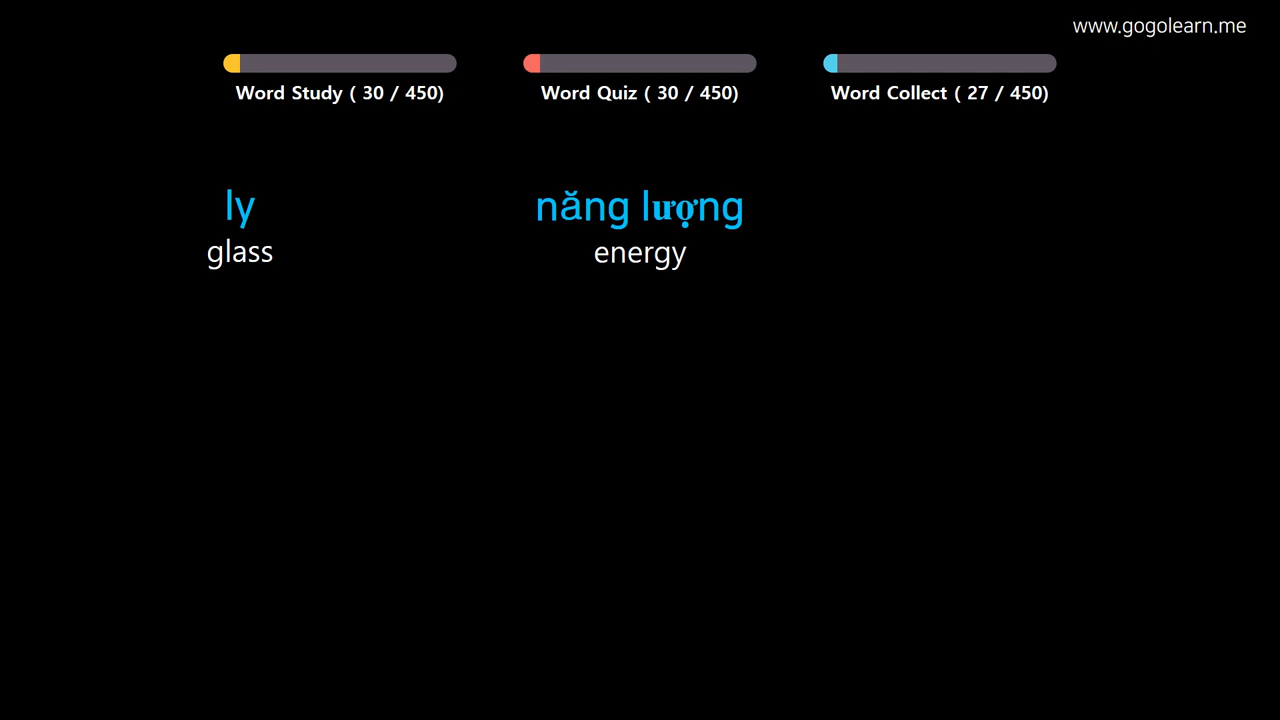 www.gogolearn.me
Word Study ( 30 / 450)
Word Quiz ( 30 / 450)
Word Collect ( 27 / 450)
ly
glass
năng lượng
energy